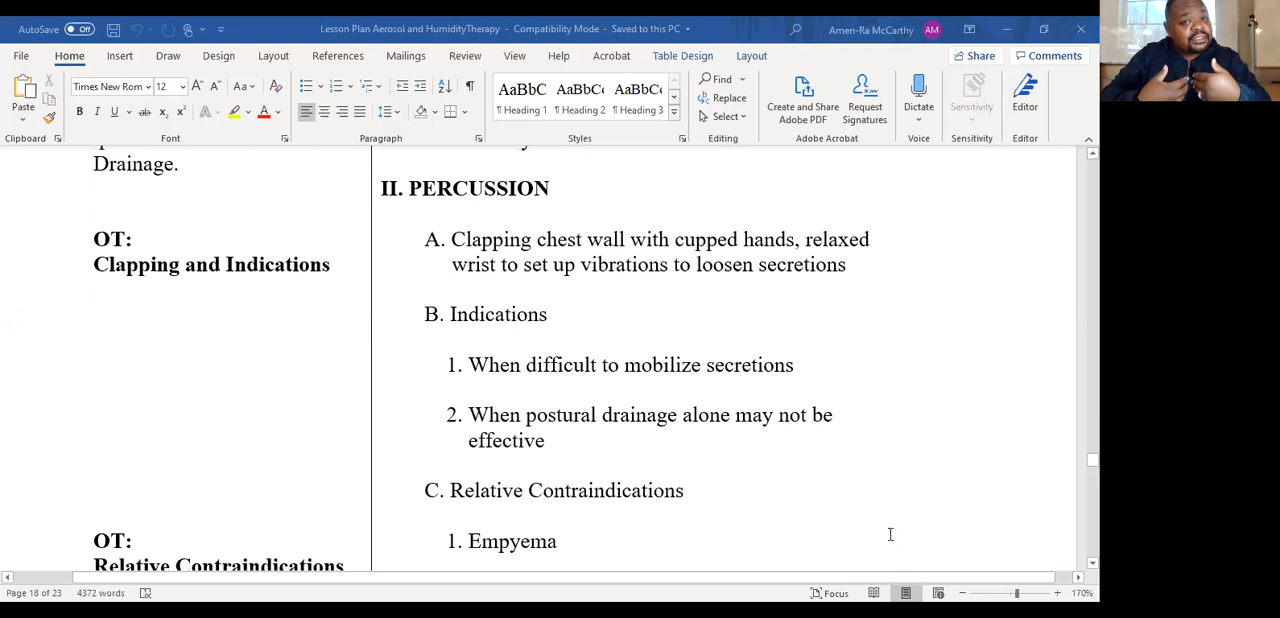 AutoSave Off Lesson Plan Aerosol and HumidityTherapy - Compatibility Mode - Saved to this PC Amen-Ra McCarthy AM
File Home Insert Draw Design Layout References Mailings Review View Help Acrobat Table Design Layout Share Comments
Paste
Clipboard
Times New Rom 12
Aa
B I U ab x₂ x² A A
Font
Paragraph
AaBbC AaBbC AaBbC
¶ Heading 1 ¶ Heading 2 ¶ Heading 3
Styles
Find
Replace
Select
Editing
Create and Share
Adobe PDF
Request
Signatures
Adobe Acrobat
Dictate
Voice
Sensitivity
Sensitivity
Editor
Editor
Drainage.
II. PERCUSSION
OT:
Clapping and Indications
A. Clapping chest wall with cupped hands, relaxed
wrist to set up vibrations to loosen secretions
B. Indications
1. When difficult to mobilize secretions
2. When postural drainage alone may not be
effective
C. Relative Contraindications
OT:
Relative Contraindications
1. Empyema
Page 18 of 23 4372 words Focus 170%